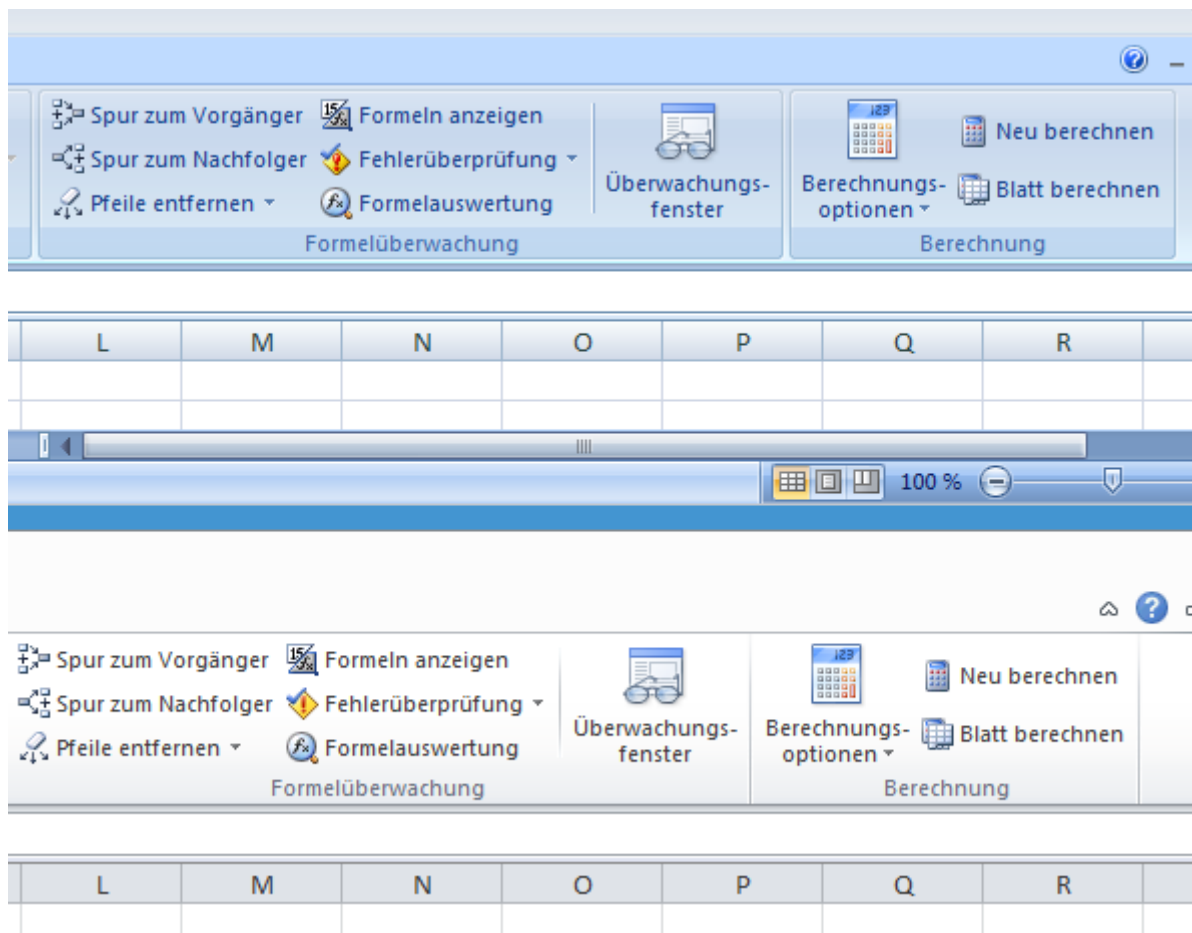 Spur zum Vorgänger Formeln anzeigen
Spur zum Nachfolger Fehlerüberprüfung
Pfeile entfernen Formelauswertung
Überwachungs-
fenster
Formelüberwachung
Berechnungs-
optionen
Neu berechnen
Blatt berechnen
Berechnung
L M N O P Q R
100 %
Spur zum Vorgänger Formeln anzeigen
Spur zum Nachfolger Fehlerüberprüfung
Pfeile entfernen Formelauswertung
Überwachungs-
fenster
Formelüberwachung
Berechnungs-
optionen
Neu berechnen
Blatt berechnen
Berechnung
L M N O P Q R